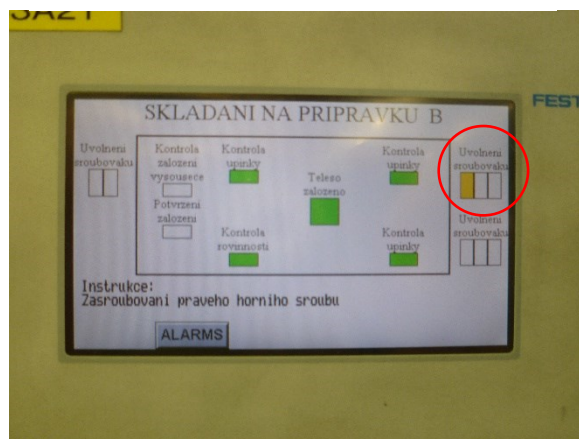 SA21
FEST
SKLADANI NA PRIPRAVKU B
Uvolneni
sroubovaku
Kontrola
zalozeni
vysousece
Potvrzeni
zalozeni
Kontrola
upinky
Kontrola
rovinnosti
Teleso
zalozeno
Kontrola
upinky
Kontrola
upinky
Uvolneni
sroubovaku
Uvolneni
sroubovaku
Instrukce:
Zasroubovani praveho horniho sroubu
ALARMS